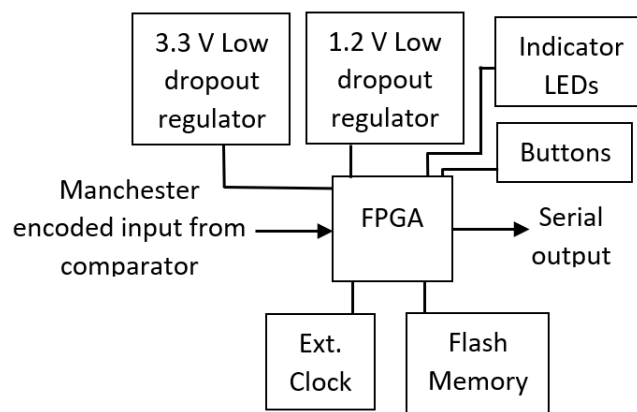 3.3 V Low
dropout
regulator
1.2 V Low
dropout
regulator
Indicator
LEDs
Buttons
Manchester
encoded input from
comparator
FPGA
Serial
output
Ext.
Clock
Flash
Memory